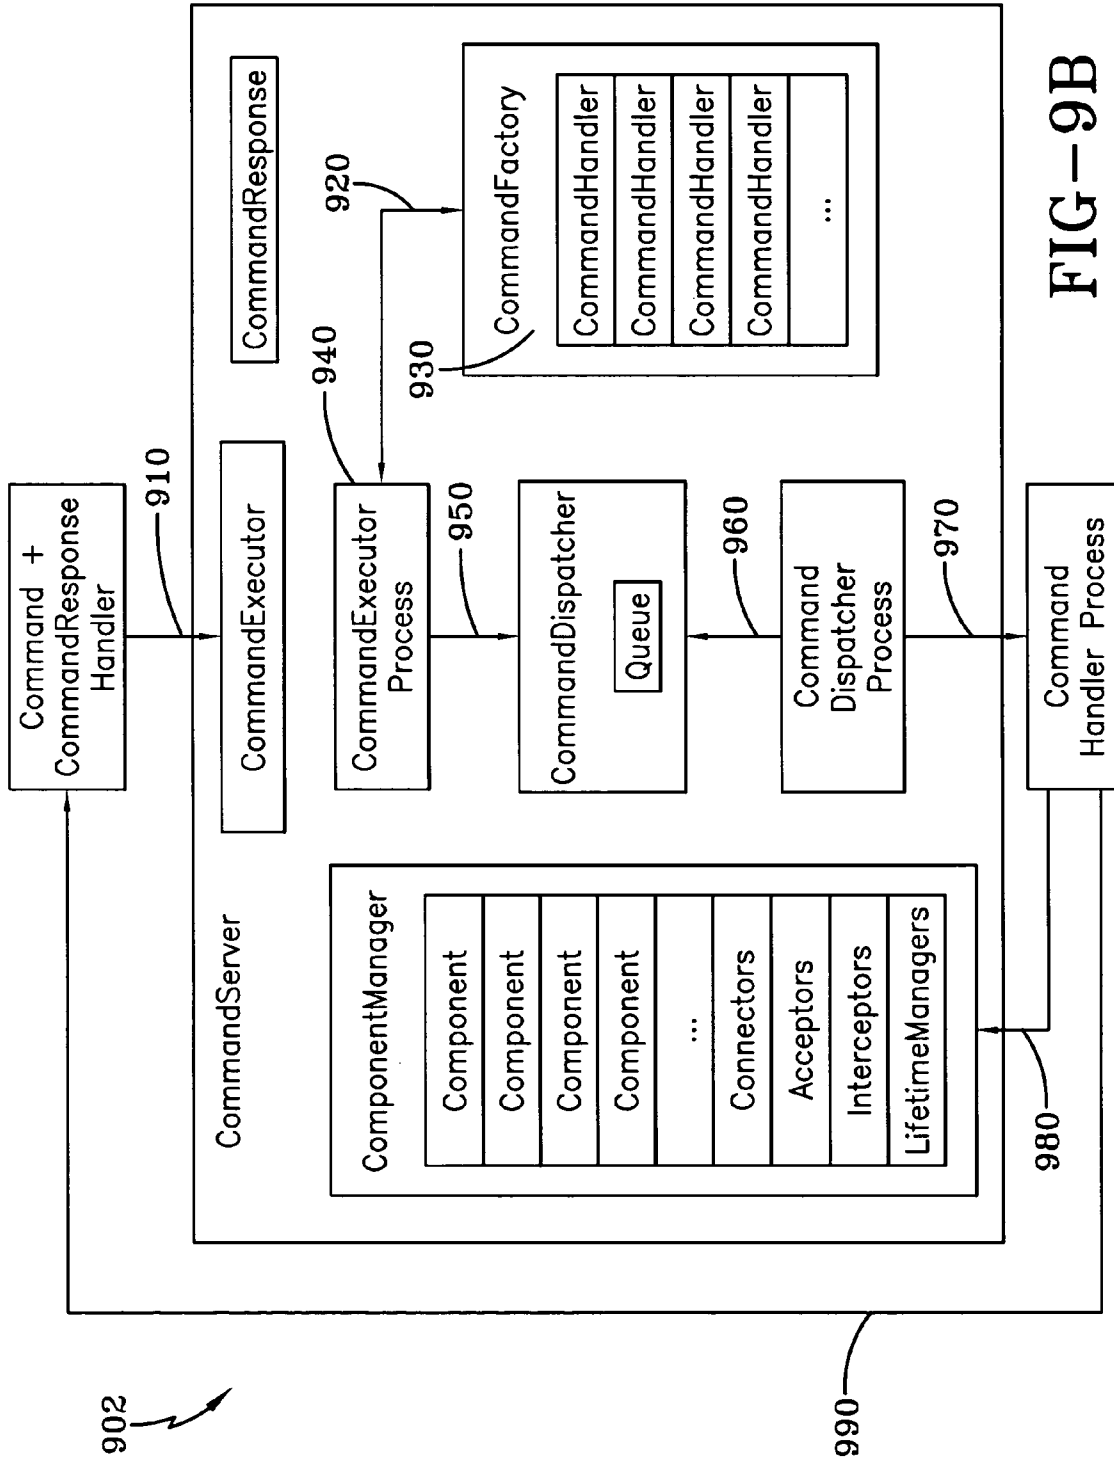 902
Command +
CommandResponse
Handler
910
CommandServer
CommandExecutor
CommandResponse
ComponentManager
Component
Component
Component
Component
...
Connectors
Acceptors
Interceptors
LifetimeManagers
CommandExecutor
Process
940
920
950
CommandDispatcher
Queue
960
Command
Dispatcher
Process
970
930
CommandFactory
CommandHandler
CommandHandler
CommandHandler
CommandHandler
...
980
Command
Handler Process
990
FIG-9B